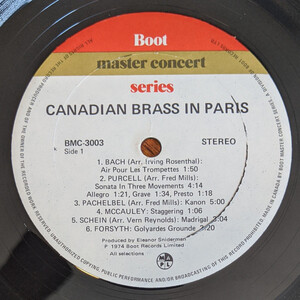 Boot
master concert
series
CANADIAN BRASS IN PARIS
BMC-3003
STEREO
Side 1
1. BACH (Arr. Irving Rosenthal):
Air Pour Les Trompettes 1:50
2. PURCELL (Arr. Fred Mills):
Sonata In Three Movements 4:14
Allegro 1:21, Grave 1:34, Presto 1:18
3. PACHELBEL (Arr. Fred Mills): Kanon 5:00
4. MCCAULEY: Staggering 1:06
5. SCHEIN (Arr. Vern Reynolds): Madrigal 3:04
6. FORSYTH: Golyardes Grounde 3:20
Produced by Eleanor Sniderman
℗ 1974 Boot Records Limited
All selections